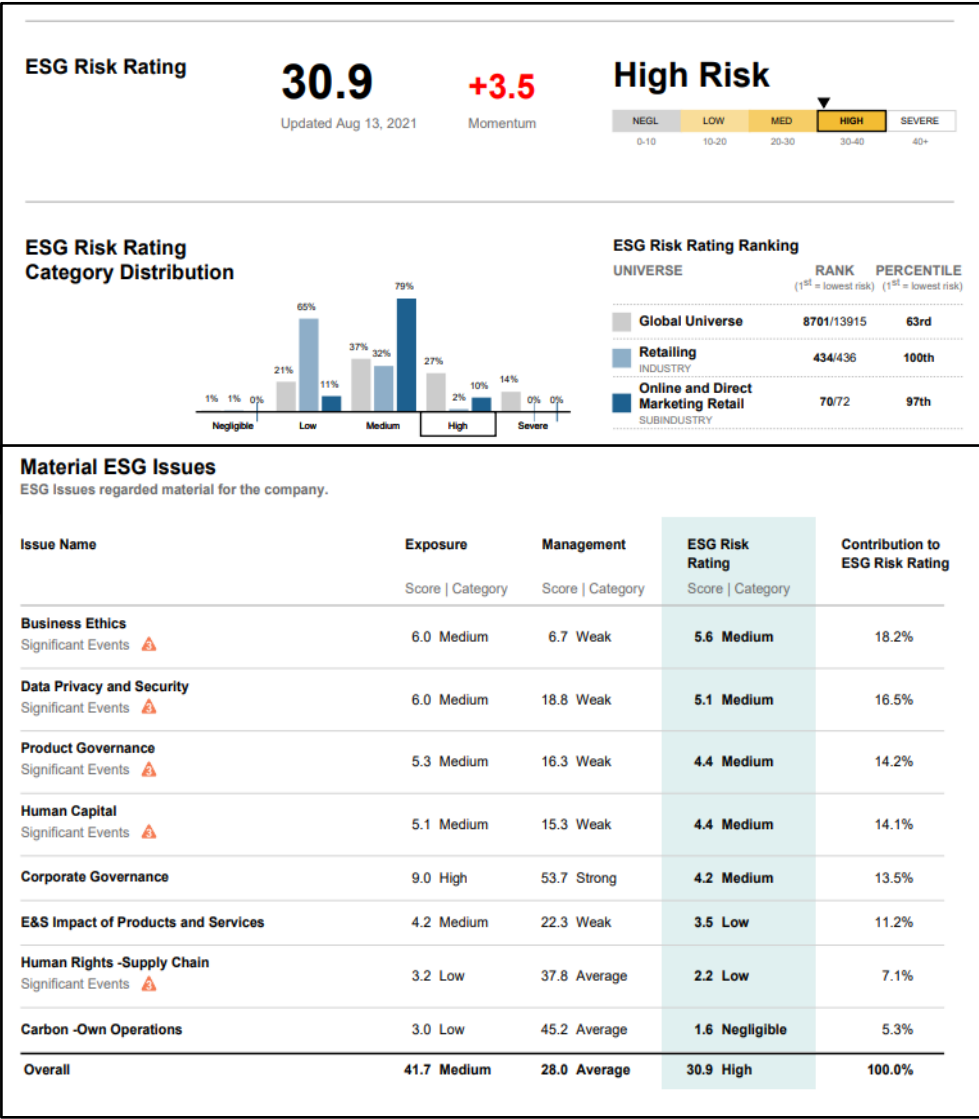 ESG Risk Rating
30.9
Updated Aug 13, 2021
+3.5
Momentum
High Risk
NEGL LOW MED HIGH SEVERE
0-10 10-20 20-30 30-40 40+
ESG Risk Rating
Category Distribution
1% 1% 0%
21% 65% 11%
37% 32% 79%
27% 2% 10%
14% 0% 0%
Negligible Low Medium High Severe
ESG Risk Rating Ranking
UNIVERSE RANK PERCENTILE
(1st = lowest risk) (1st = lowest risk)
Global Universe 8701/13915 63rd
Retailing 434/436 100th
INDUSTRY
Online and Direct
Marketing Retail 70/72 97th
SUBINDUSTRY
Material ESG Issues
ESG Issues regarded material for the company.
Issue Name Exposure Management ESG Risk Rating Contribution to ESG Risk Rating
Score | Category Score | Category Score | Category
Business Ethics
Significant Events 3
6.0 Medium 6.7 Weak 5.6 Medium 18.2%
Data Privacy and Security
Significant Events 3
6.0 Medium 18.8 Weak 5.1 Medium 16.5%
Product Governance
Significant Events 3
5.3 Medium 16.3 Weak 4.4 Medium 14.2%
Human Capital
Significant Events 3
5.1 Medium 15.3 Weak 4.4 Medium 14.1%
Corporate Governance 9.0 High 53.7 Strong 4.2 Medium 13.5%
E&S Impact of Products and Services 4.2 Medium 22.3 Weak 3.5 Low 11.2%
Human Rights -Supply Chain
Significant Events 3
3.2 Low 37.8 Average 2.2 Low 7.1%
Carbon -Own Operations 3.0 Low 45.2 Average 1.6 Negligible 5.3%
Overall 41.7 Medium 28.0 Average 30.9 High 100.0%